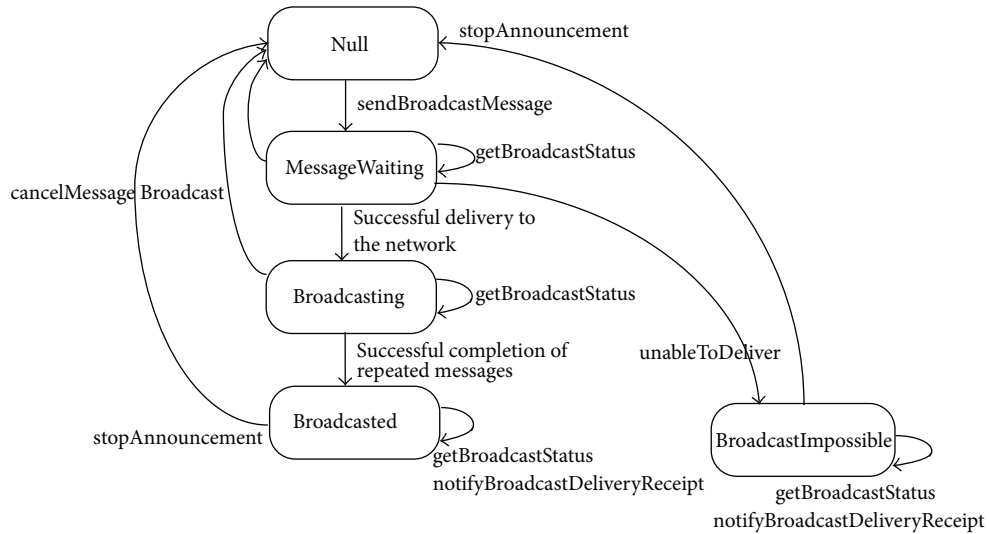 Null
stopAnnouncement
sendBroadcastMessage
MessageWaiting
getBroadcastStatus
cancelMessage Broadcast
Successful delivery to
the network
Broadcasting
getBroadcastStatus
Successful completion of
repeated messages
unableToDeliver
Broadcasted
stopAnnouncement
getBroadcastStatus
notifyBroadcastDeliveryReceipt
BroadcastImpossible
getBroadcastStatus
notifyBroadcastDeliveryReceipt